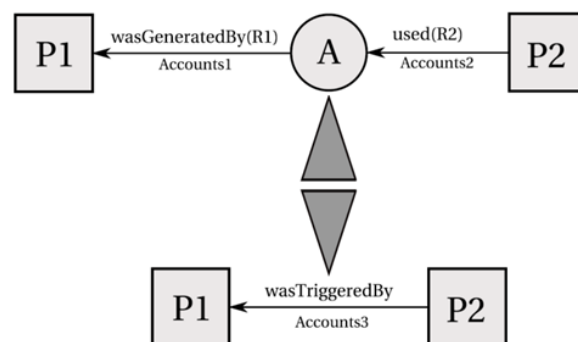 P1
wasGeneratedBy(R1)
Accounts1
A
used(R2)
Accounts2
P2
P1
wasTriggeredBy
Accounts3
P2